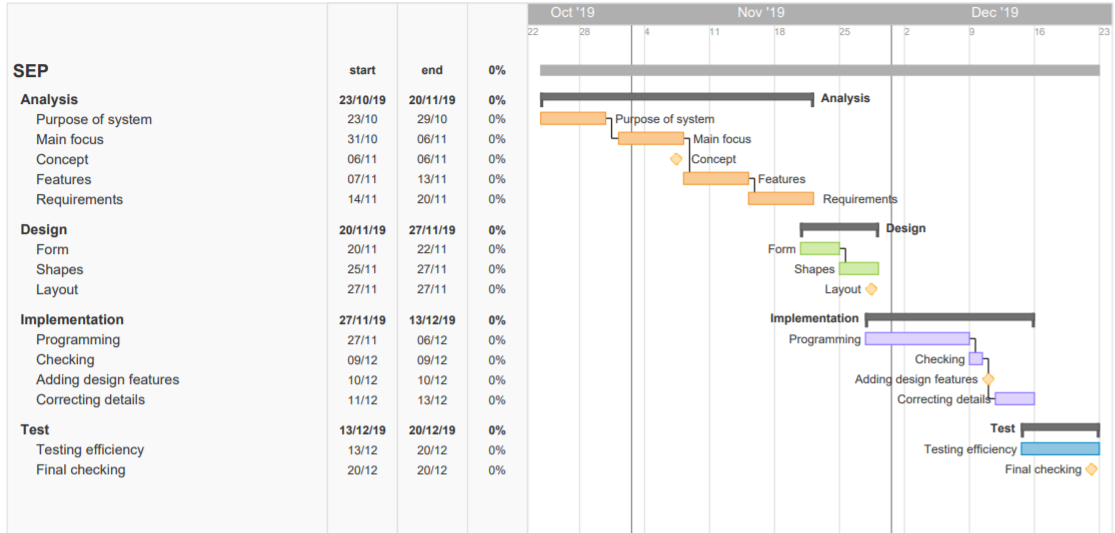 Oct '19 Nov '19 Dec '19
22 28 4 11 18 25 2 9 16 23
SEP start end 0%
Analysis 23/10/19 20/11/19 0% Analysis
Purpose of system 23/10 29/10 0% Purpose of system
Main focus 31/10 06/11 0% Main focus
Concept 06/11 06/11 0% Concept
Features 07/11 13/11 0% Features
Requirements 14/11 20/11 0% Requirements
Design 20/11/19 27/11/19 0% Design
Form 20/11 22/11 0% Form
Shapes 25/11 27/11 0% Shapes
Layout 27/11 27/11 0% Layout
Implementation 27/11/19 13/12/19 0% Implementation
Programming 27/11 06/12 0% Programming
Checking 09/12 09/12 0% Checking
Adding design features 10/12 10/12 0% Adding design features
Correcting details 11/12 13/12 0% Correcting details
Test 13/12/19 20/12/19 0% Test
Testing efficiency 13/12 20/12 0% Testing efficiency
Final checking 20/12 20/12 0% Final checking